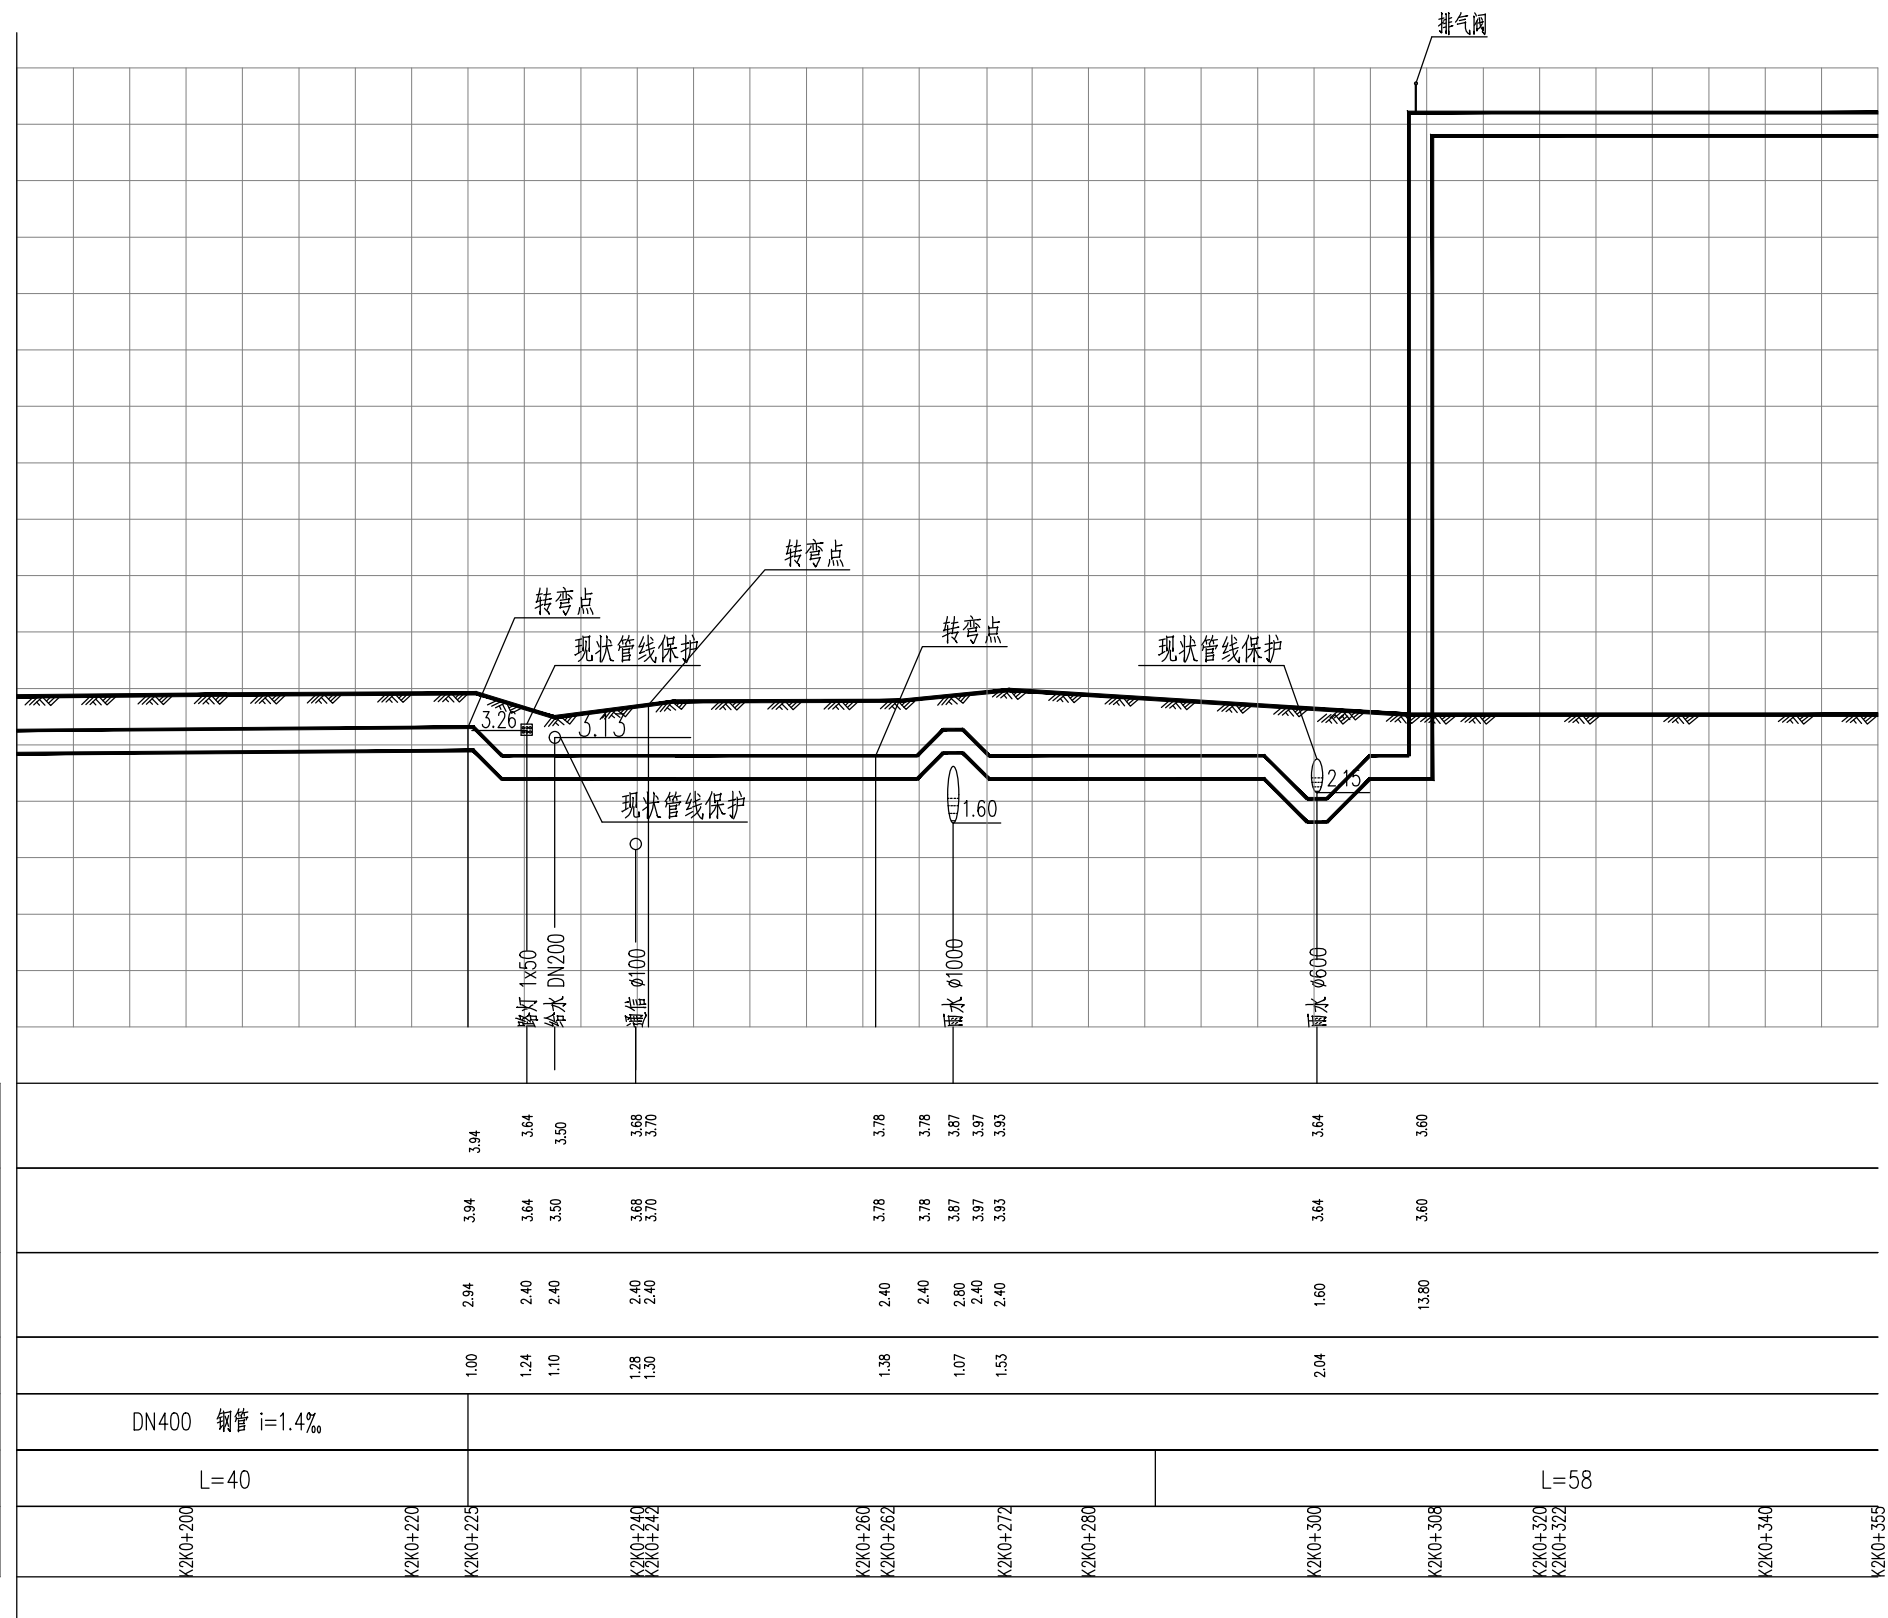 排气阀
转弯点
转弯点
现状管线保护
转弯点
现状管线保护
3.26
3.13
2.15
现状管线保护
1.60
路灯 1x50
给水 DN200
通信 ø100
雨水 ø1000
雨水 ø600
3.94 3.64 3.50 3.68 3.70 3.78 3.78 3.87 3.97 3.93 3.64 3.60
3.94 3.64 3.50 3.68 3.70 3.78 3.78 3.87 3.97 3.93 3.64 3.60
2.94 2.40 2.40 2.40 2.40 2.40 2.40 2.80 2.40 2.40 1.60 13.80
1.00 1.24 1.10 1.28 1.30 1.38 1.07 1.53 2.04
DN400 钢管 i=1.4‰
L=40 L=58
K2K0+200 K2K0+220 K2K0+225 K2K0+240 K2K0+242 K2K0+260 K2K0+262 K2K0+272 K2K0+280 K2K0+300 K2K0+308 K2K0+320 K2K0+322 K2K0+340 K2K0+355